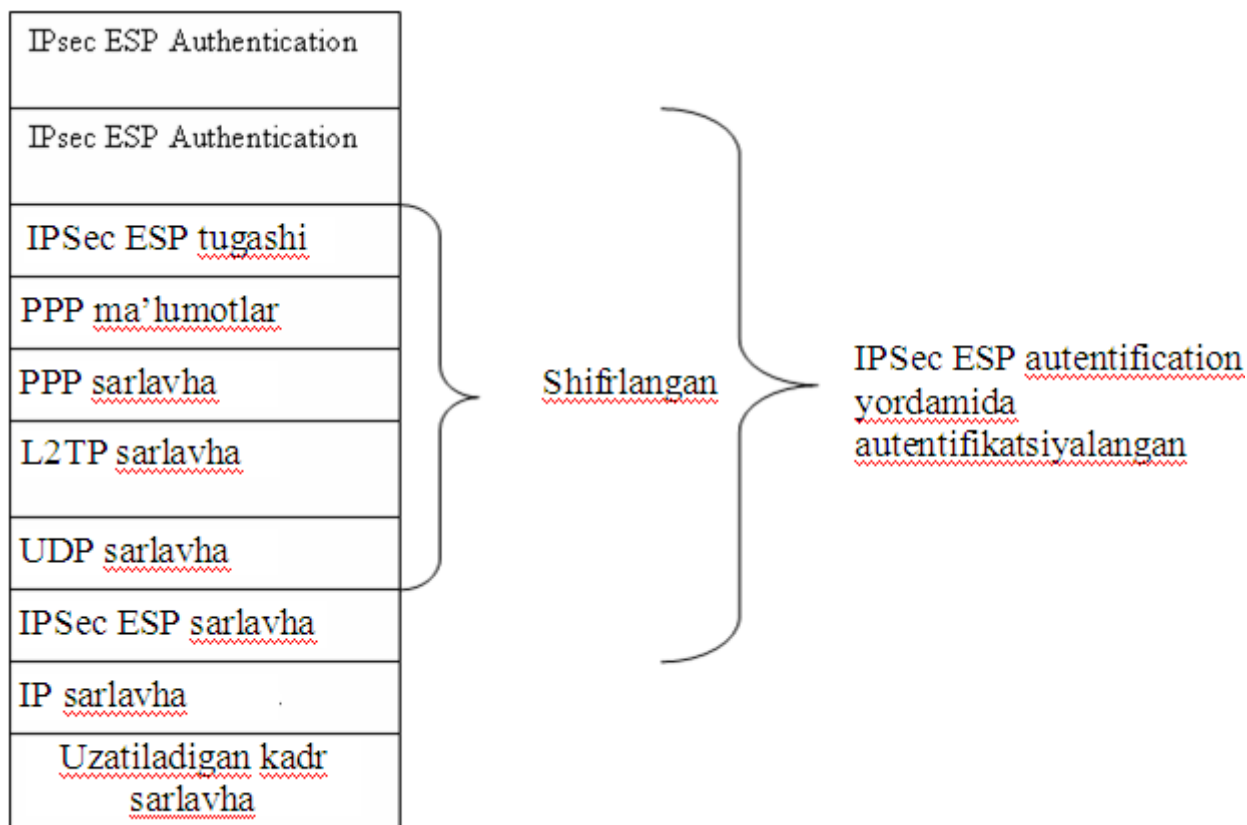 IPsec ESP Authentication
IPsec ESP Authentication
IPSec ESP tugashi
PPP ma’lumotlar
PPP sarlavha
L2TP sarlavha
UDP sarlavha
IPSec ESP sarlavha
IP sarlavha
Uzatiladigan kadr
sarlavha
Shifrlangan
IPSec ESP autentification
yordamida
autentifikatsiyalangan